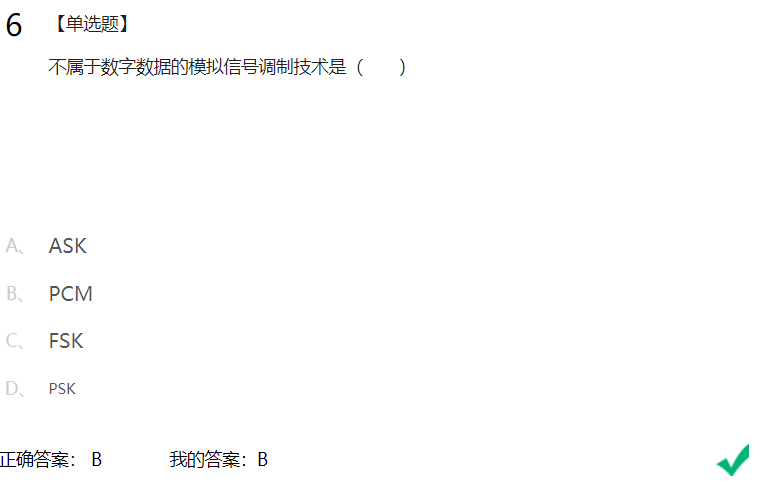 6 【单选题】
不属于数字数据的模拟信号调制技术是（  ）
A、 ASK
B、 PCM
C、 FSK
D、 PSK
正确答案： B 我的答案：B